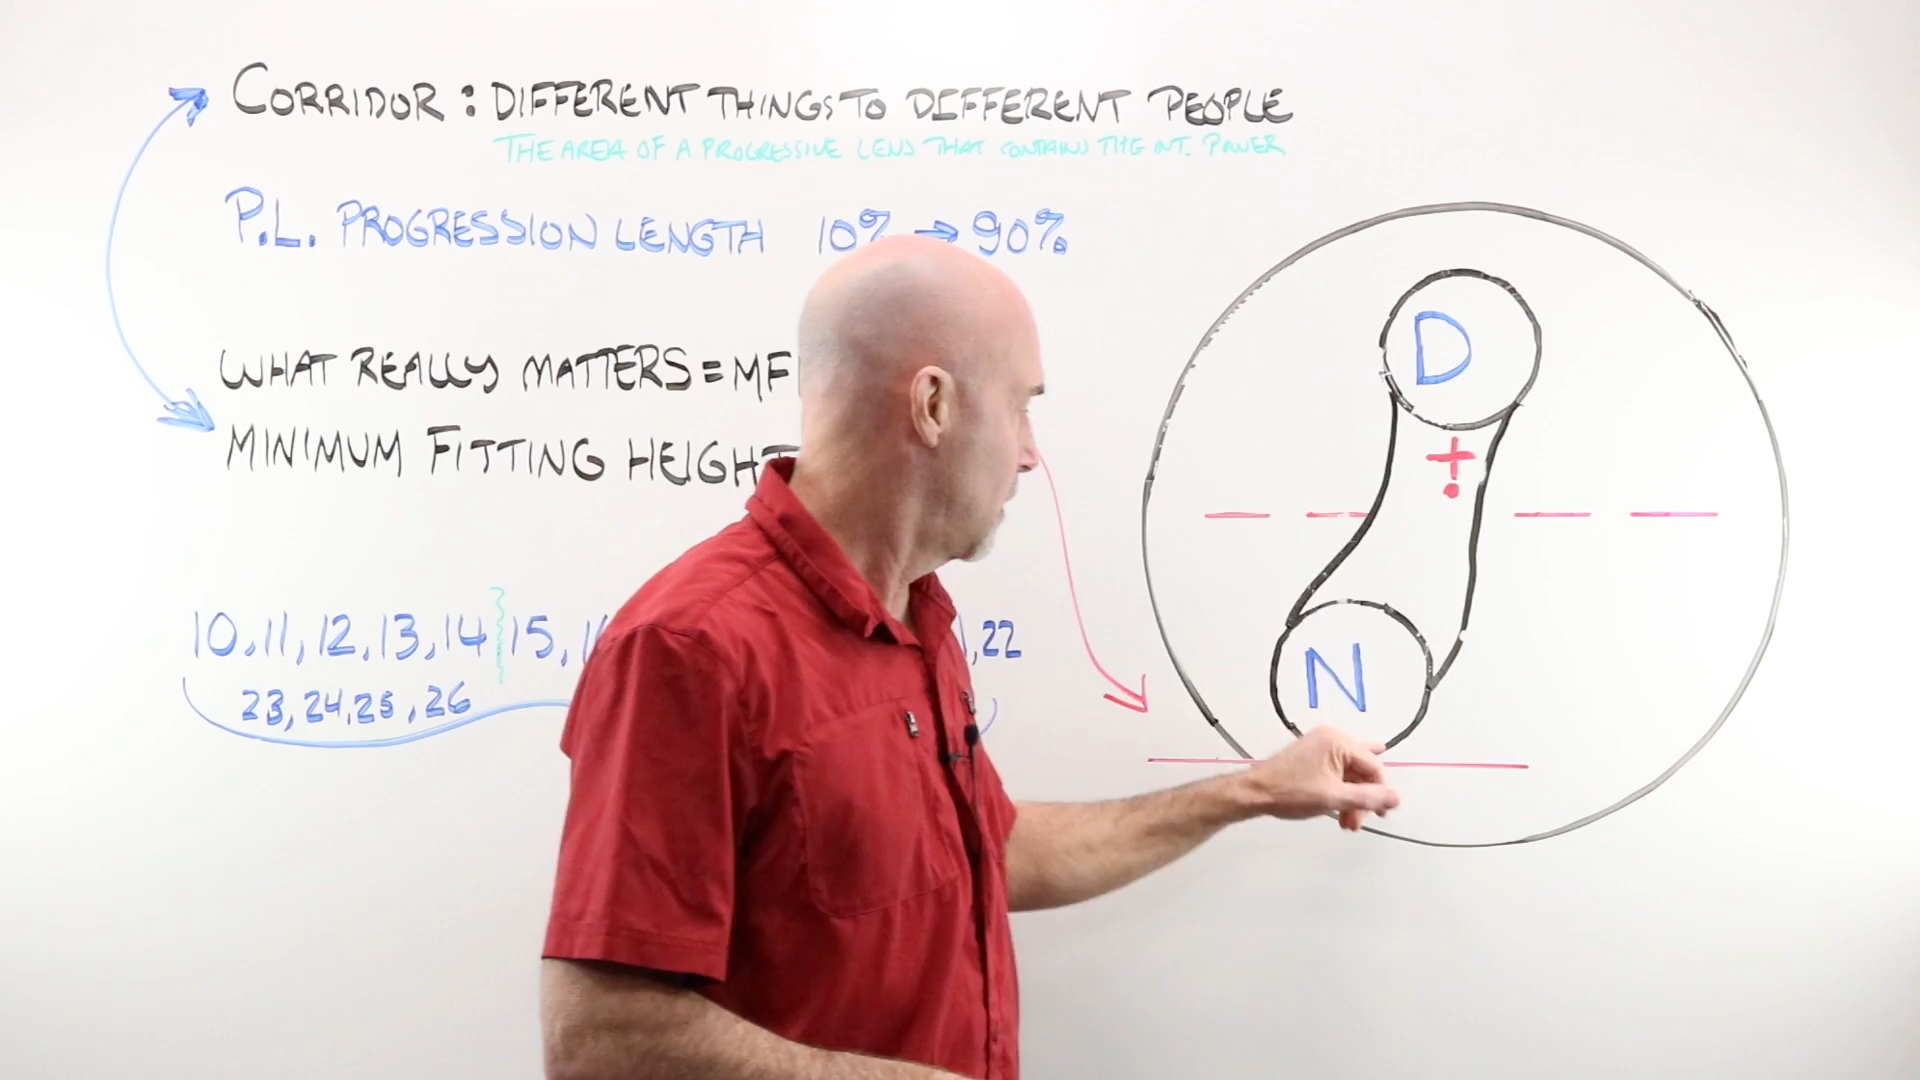 CORRIDOR : DIFFERENT THINGS TO DIFFERENT PEOPLE
THE AREA OF A PROGRESSIVE LENS THAT CONTAINS THE INT. POWER
P.L. PROGRESSION LENGTH 10% → 90%
WHAT REALLY MATTERS = MF
MINIMUM FITTING HEIGHT
10, 11, 12, 13, 14 15, 22
23, 24, 25, 26
D
N